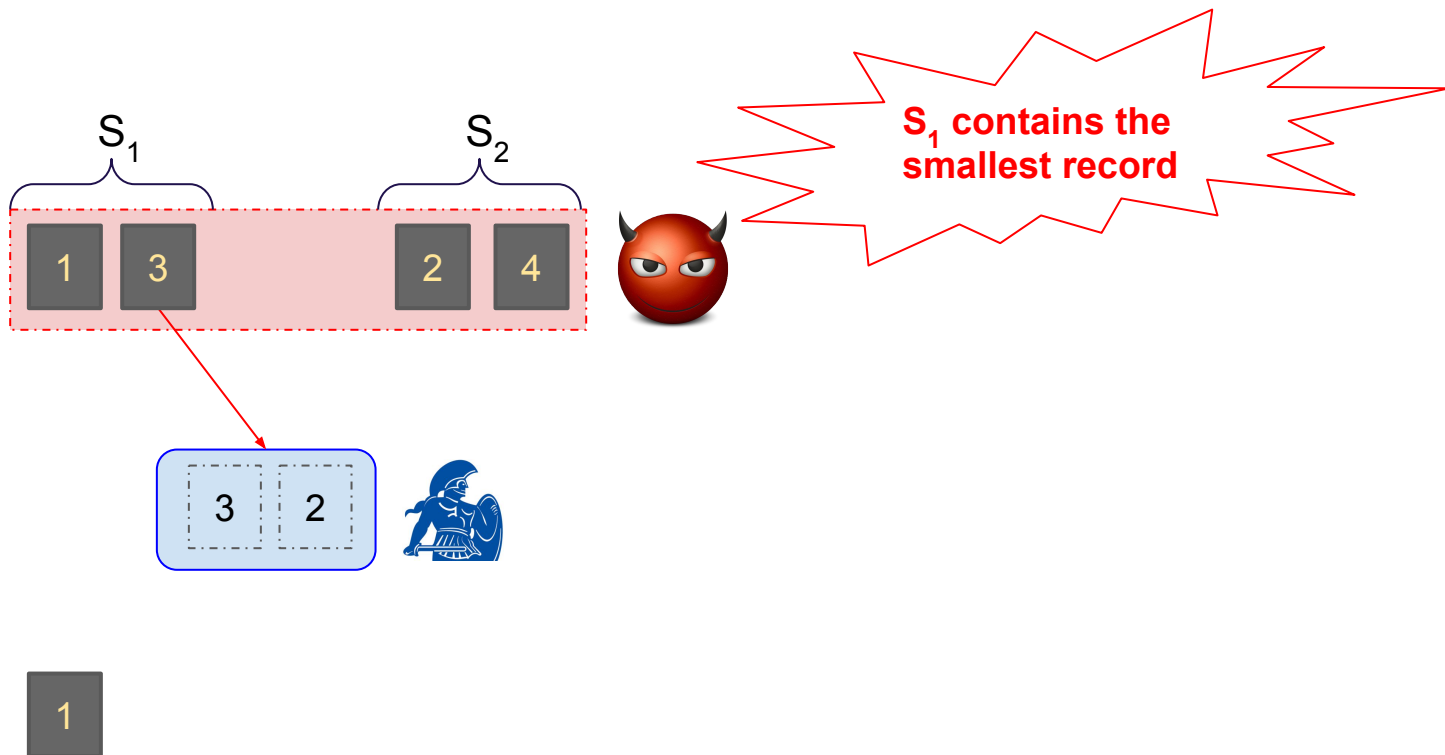 S₁ contains the
smallest record
S₁ S₂
1 3 2 4
3 2
1